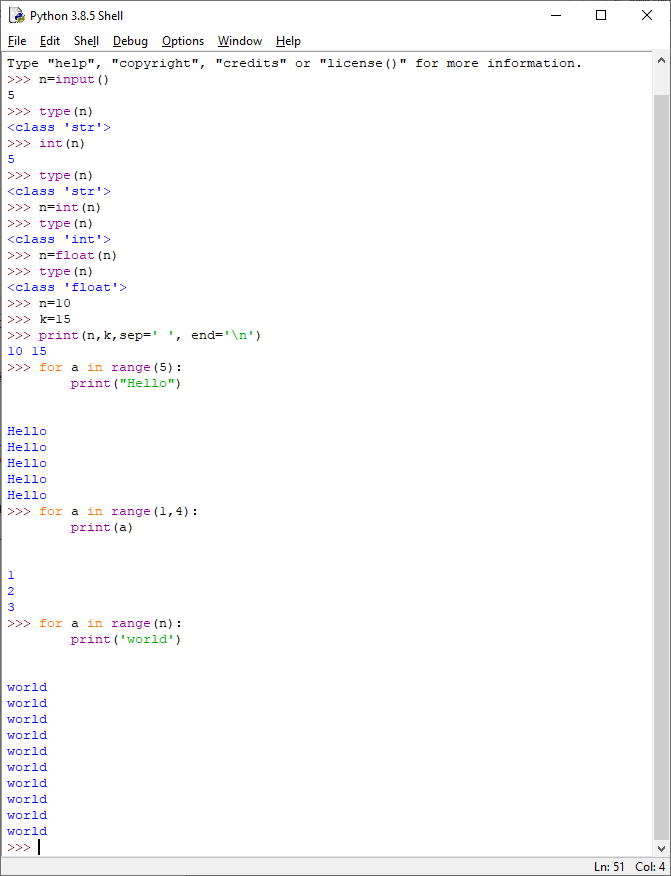 Python 3.8.5 Shell
File Edit Shell Debug Options Window Help
Type "help", "copyright", "credits" or "license()" for more information.
>>> n=input()
5
>>> type(n)
<class 'str'>
>>> int(n)
5
>>> type(n)
<class 'str'>
>>> n=int(n)
>>> type(n)
<class 'int'>
>>> n=float(n)
>>> type(n)
<class 'float'>
>>> n=10
>>> k=15
>>> print(n,k,sep=' ', end='\n')
10 15
>>> for a in range(5):
        print("Hello")
Hello
Hello
Hello
Hello
Hello
>>> for a in range(1,4):
        print(a)
1
2
3
>>> for a in range(n):
        print('world')
world
world
world
world
world
world
world
world
world
world
>>>
Ln: 51 Col: 4